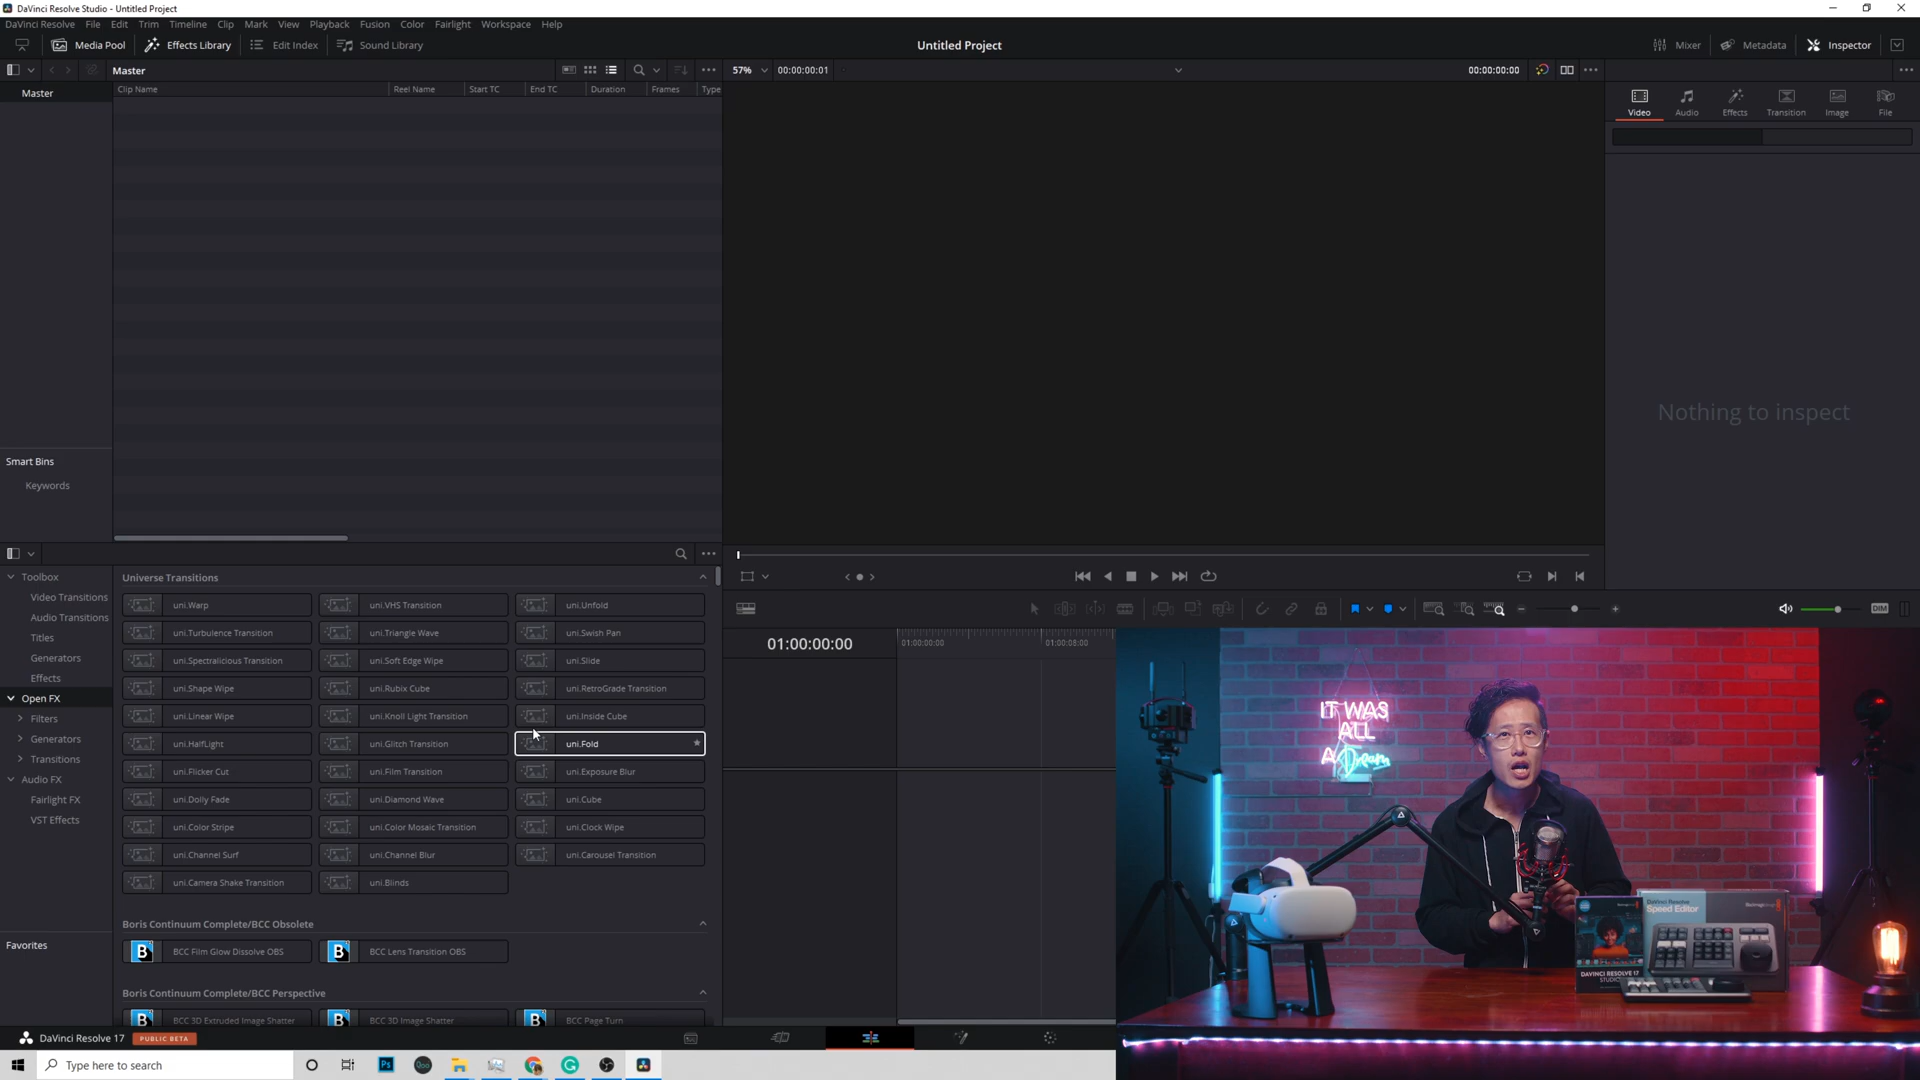 DaVinci Resolve Studio - Untitled Project
DaVinci Resolve File Edit Trim Timeline Clip Mark View Playback Fusion Color Fairlight Workspace Help
Media Pool Effects Library Edit Index Sound Library Untitled Project Mixer Metadata Inspector
Master 57% 00:00:00:01 00:00:00:00
Master
Clip Name Reel Name Start TC End TC Duration Frames Type
Video Audio Effects Transition Image File
Nothing to inspect
Smart Bins
Keywords
Toolbox
Video Transitions
Audio Transitions
Titles
Generators
Effects
Open FX
Filters
Generators
Transitions
Audio FX
Fairlight FX
VST Effects
Favorites
Universe Transitions
uni.Warp uni.VHS Transition uni.Unfold
uni.Turbulence Transition uni.Triangle Wave uni.Swish Pan
uni.Spectralicious Transition uni.Soft Edge Wipe uni.Slide
uni.Shape Wipe uni.Rubix Cube uni.RetroGrade Transition
uni.Linear Wipe uni.Knoll Light Transition uni.Inside Cube
uni.HalfLight uni.Glitch Transition uni.Fold
uni.Flicker Cut uni.Film Transition uni.Exposure Blur
uni.Dolly Fade uni.Diamond Wave uni.Cube
uni.Color Stripe uni.Color Mosaic Transition uni.Clock Wipe
uni.Channel Surf uni.Channel Blur uni.Carousel Transition
uni.Camera Shake Transition uni.Blinds
Boris Continuum Complete/BCC Obsolete
B BCC Film Glow Dissolve OBS B BCC Lens Transition OBS
Boris Continuum Complete/BCC Perspective
B BCC 3D Extruded Image Shatter B BCC 3D Image Shatter B BCC Page Turn
DIM
01:00:00:00 01:00:00:00 01:00:05:00
IT WAS
ALL
A Dream
DaVinci Resolve
Speed Editor
DAVINCI RESOLVE 17
STUDIO
DaVinci Resolve 17 PUBLIC BETA
Type here to search
Ps